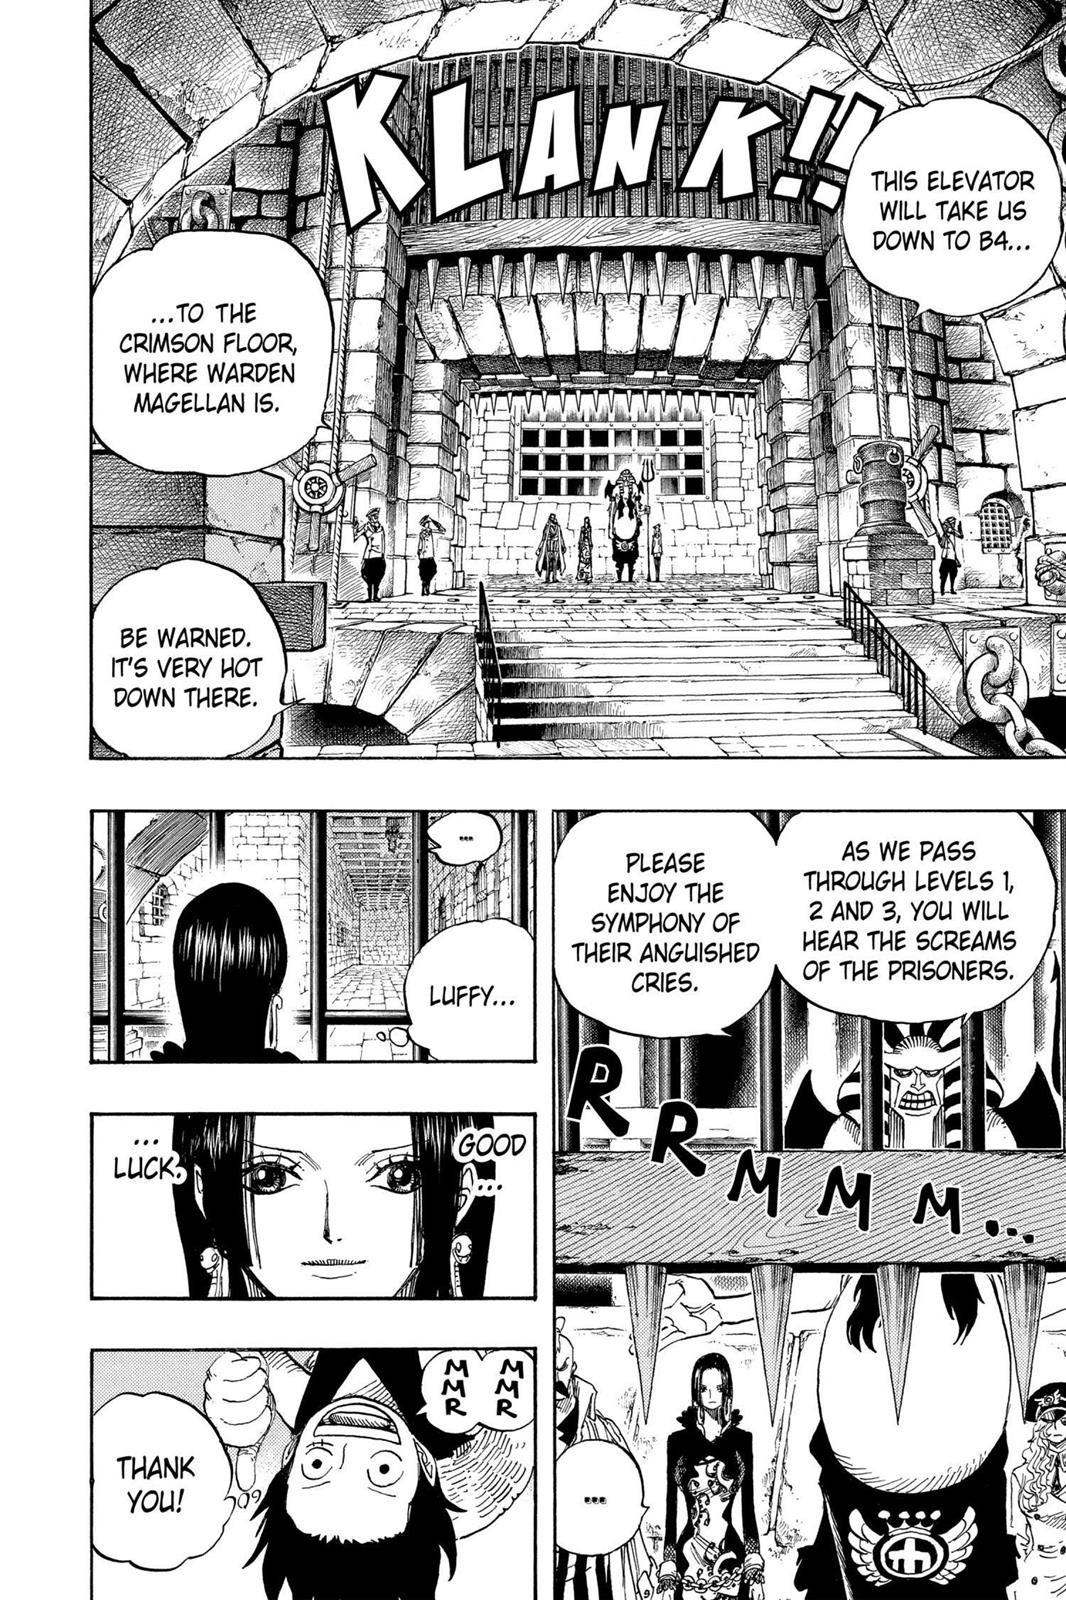 KLANK!!
THIS ELEVATOR
WILL TAKE US
DOWN TO B4...
...TO THE
CRIMSON FLOOR,
WHERE WARDEN
MAGELLAN IS.
BE WARNED.
IT'S VERY HOT
DOWN THERE.
AS WE PASS
THROUGH LEVELS 1,
2 AND 3, YOU WILL
HEAR THE SCREAMS
OF THE PRISONERS.
PLEASE
ENJOY THE
SYMPHONY OF
THEIR ANGUISHED
CRIES.
RRMMM...
...
...
LUFFY...
GOOD
...
...
LUCK.
MMR
MMR
THANK
YOU!
209